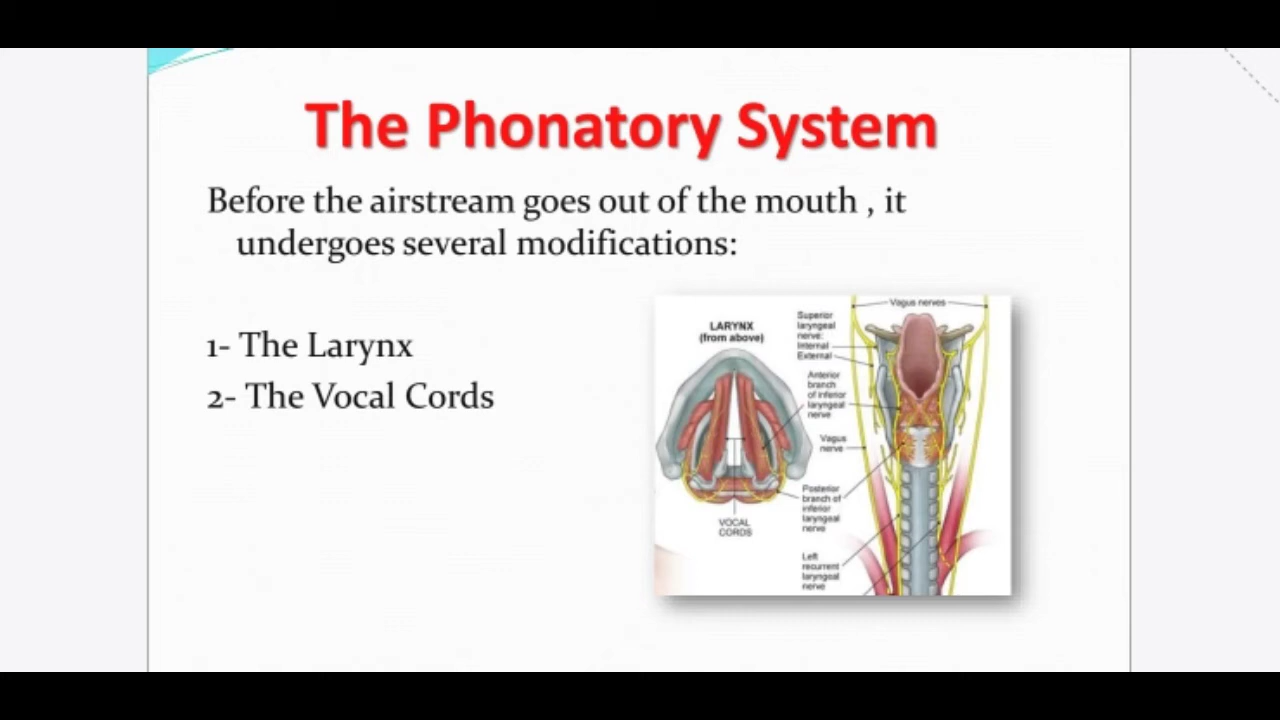 The Phonatory System
Before the airstream goes out of the mouth , it
undergoes several modifications:
1- The Larynx
2- The Vocal Cords
LARYNX
(from above)
VOCAL
CORDS
Vagus nerves
Superior
laryngeal
nerve:
Internal
External
Anterior
branch
of inferior
laryngeal
nerve
Vagus
nerve
Posterior
branch of
inferior
laryngeal
nerve
Left
recurrent
laryngeal
nerve